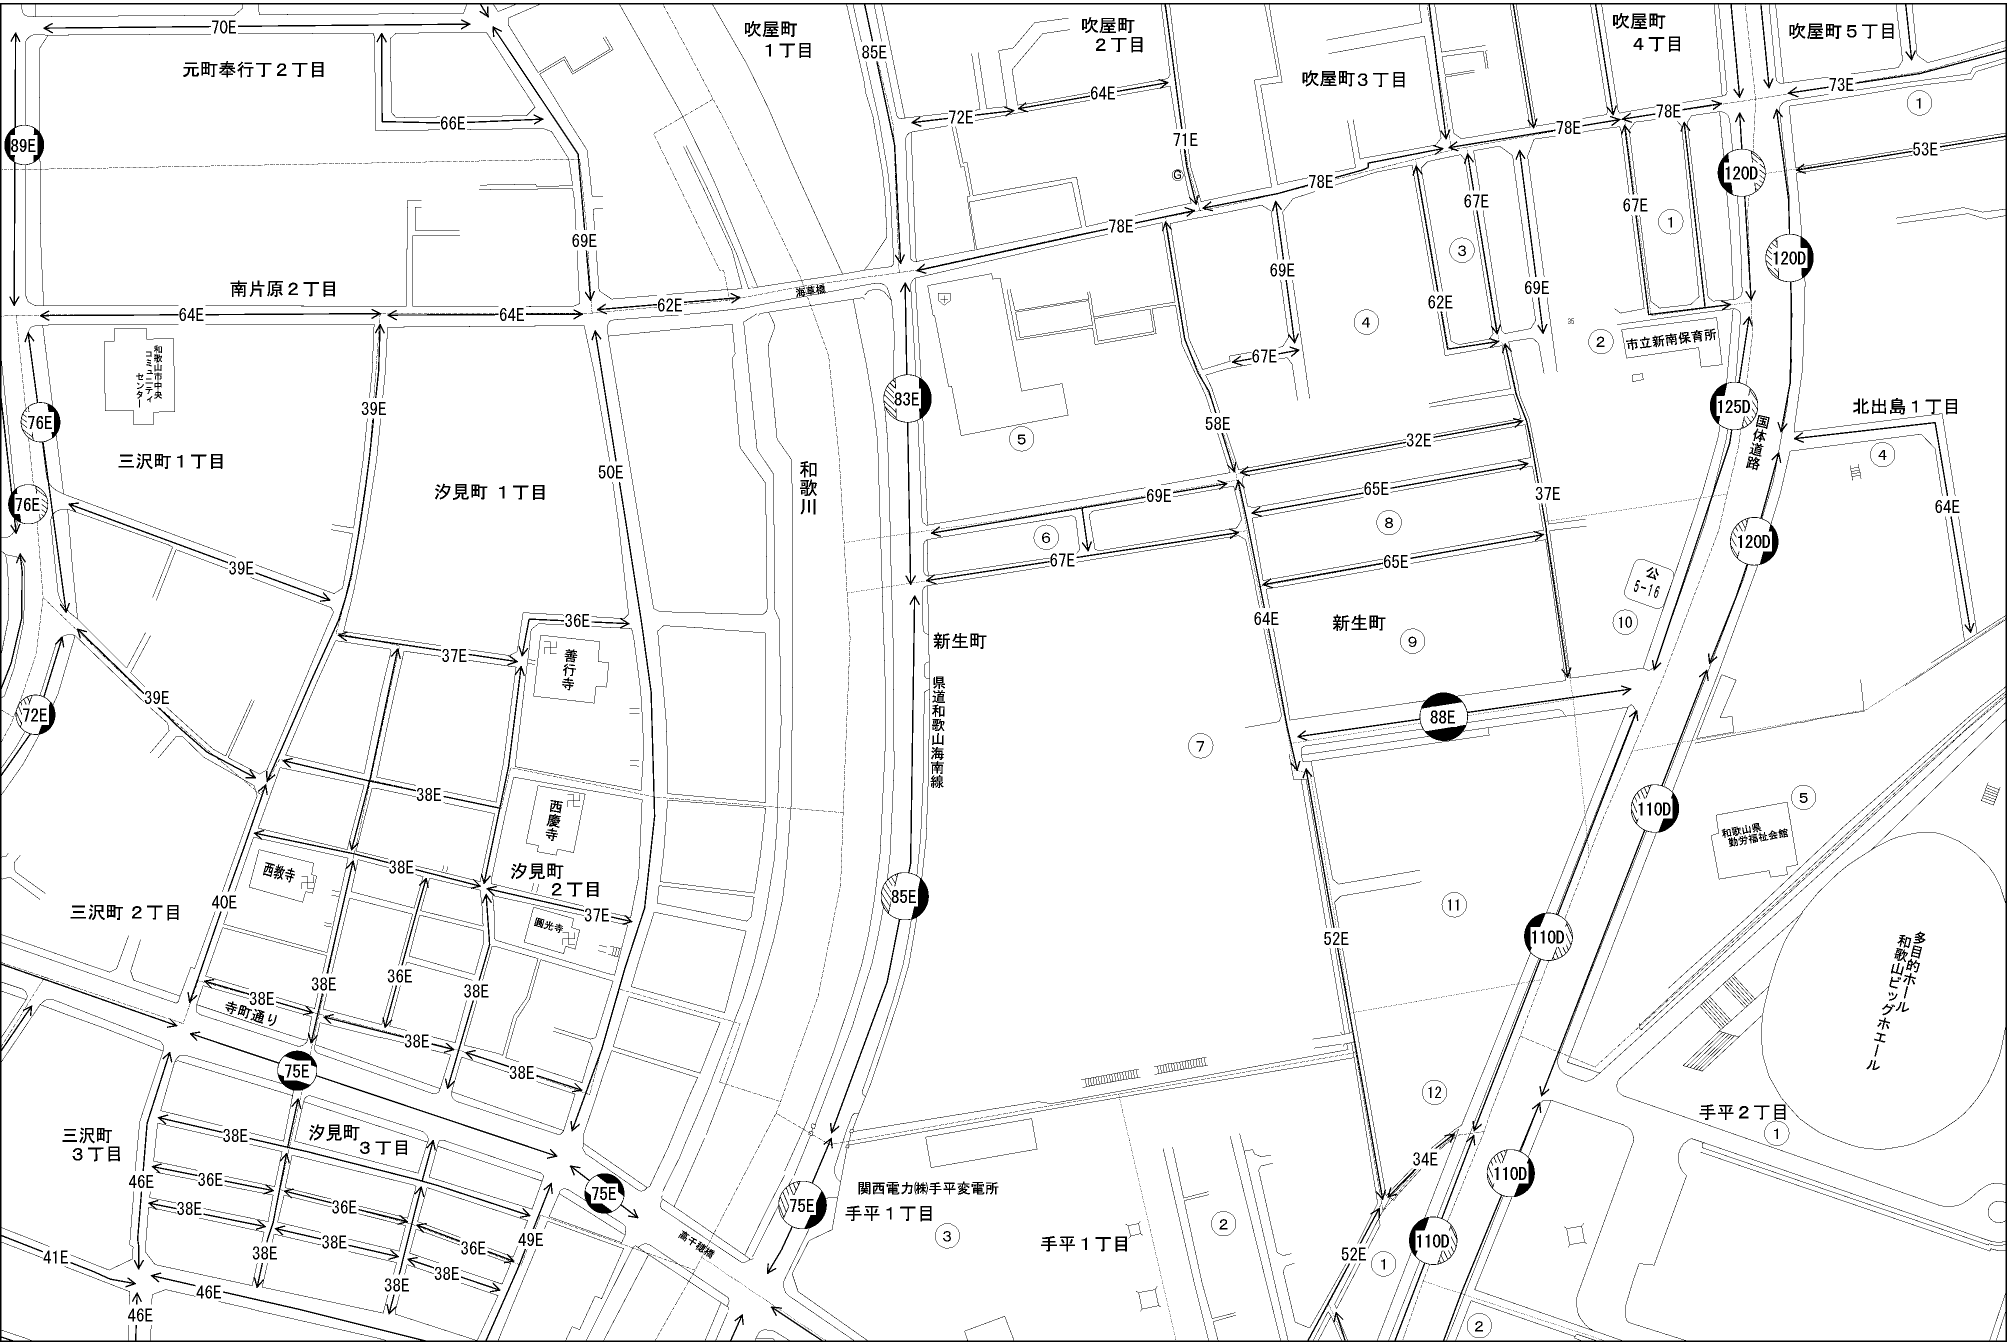 70E
吹屋町
1丁目
85E
吹屋町
2丁目
吹屋町
4丁目
吹屋町5丁目
元町奉行丁2丁目
吹屋町3丁目
73E
①
64E
72E
78E
78E
66E
89E
71E
53E
120D
G
78E
67E
67E
①
69E
78E
③
120D
69E
南片原2丁目
海草橋
62E
62E
69E
64E
64E
④
35
②
市立新南保育所
和歌山市中央
コミュニティ
センター
67E
39E
83E
125D
北出島1丁目
76E
58E
国体道路
⑤
32E
④
三沢町1丁目
50E
和歌川
汐見町 1丁目
76E
69E
65E
37E
64E
⑧
⑥
120D
39E
67E
65E
公
5-16
36E
64E
新生町
⑩
新生町
⑨
37E
善行寺
39E
県道和歌山海南線
72E
88E
⑦
38E
西慶寺
110D
⑤
和歌山県
勤労福祉会館
38E
西教寺
汐見町
2丁目
85E
40E
三沢町 2丁目
37E
圓光寺
⑪
52E
110D
多目的ホール
和歌山ビッグホエール
38E
36E
38E
38E
寺町通り
38E
75E
38E
⑫
手平2丁目
①
三沢町
3丁目
38E
汐見町
3丁目
34E
110D
46E
36E
75E
関西電力㈱手平変電所
38E
36E
75E
手平1丁目
③
②
49E
38E
38E
36E
高千穂橋
手平1丁目
110D
41E
52E
①
38E
38E
46E
46E
②